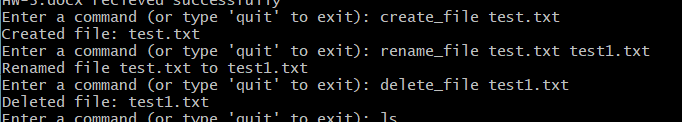 HW-3.docx recieved successfully
Enter a command (or type 'quit' to exit): create_file test.txt
Created file: test.txt
Enter a command (or type 'quit' to exit): rename_file test.txt test1.txt
Renamed file test.txt to test1.txt
Enter a command (or type 'quit' to exit): delete_file test1.txt
Deleted file: test1.txt
Enter a command (or type 'quit' to exit): ls